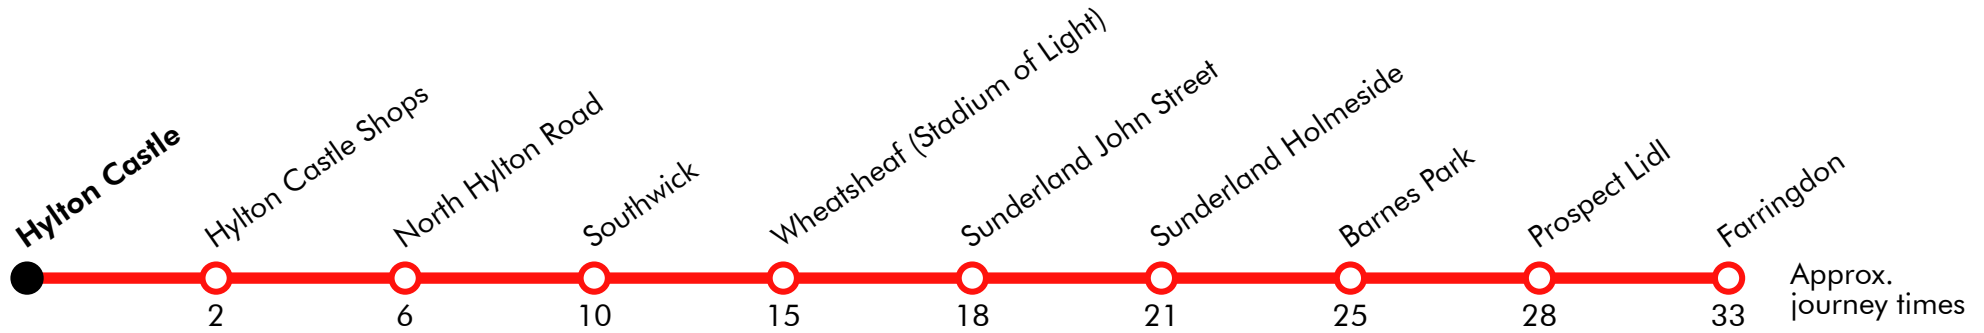 Hylton Castle
Hylton Castle Shops
North Hylton Road
Southwick
Wheatsheaf (Stadium of Light)
Sunderland John Street
Sunderland Holmeside
Barnes Park
Prospect Lidl
Farringdon
2 6 10 15 18 21 25 28 33
Approx.
journey times